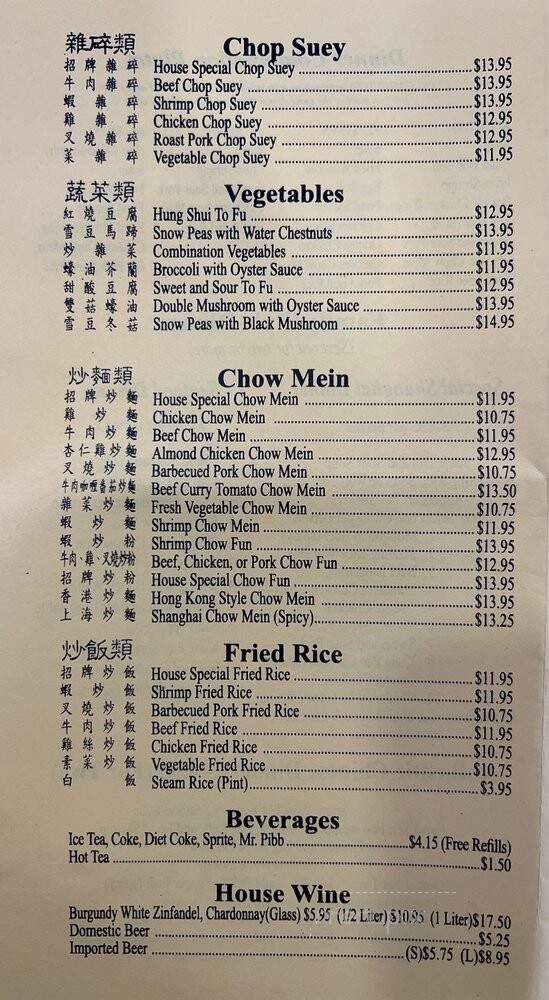 雜碎類 Chop Suey
招牌雜碎 House Special Chop Suey $13.95
牛肉雜碎 Beef Chop Suey $13.95
蝦雜碎 Shrimp Chop Suey $13.95
雞雜碎 Chicken Chop Suey $12.95
叉燒雜碎 Roast Pork Chop Suey $12.95
菜雜碎 Vegetable Chop Suey $11.95
蔬菜類 Vegetables
紅燒豆腐 Hung Shui To Fu $12.95
雪豆馬蹄 Snow Peas with Water Chestnuts $13.95
炒雜菜 Combination Vegetables $11.95
蠔油芥蘭 Broccoli with Oyster Sauce $11.95
甜酸豆腐 Sweet and Sour To Fu $12.95
雙菇蠔油 Double Mushroom with Oyster Sauce $13.95
雪豆冬菇 Snow Peas with Black Mushroom $14.95
炒麵類 Chow Mein
招牌炒麵 House Special Chow Mein $11.95
雞炒麵 Chicken Chow Mein $10.75
牛肉炒麵 Beef Chow Mein $11.95
杏仁雞炒麵 Almond Chicken Chow Mein $12.95
叉燒炒麵 Barbecued Pork Chow Mein $10.75
牛肉咖喱番茄炒麵 Beef Curry Tomato Chow Mein $13.50
雜菜炒麵 Fresh Vegetable Chow Mein $10.75
蝦炒麵 Shrimp Chow Mein $11.95
蝦炒粉 Shrimp Chow Fun $13.95
牛肉、雞、叉燒炒粉 Beef, Chicken, or Pork Chow Fun $12.95
招牌炒粉 House Special Chow Fun $13.95
香港炒麵 Hong Kong Style Chow Mein $13.95
上海炒麵 Shanghai Chow Mein (Spicy) $13.25
炒飯類 Fried Rice
招牌炒飯 House Special Fried Rice $11.95
蝦炒飯 Shrimp Fried Rice $11.95
叉燒炒飯 Barbecued Pork Fried Rice $10.75
牛肉炒飯 Beef Fried Rice $11.95
雞絲炒飯 Chicken Fried Rice $10.75
素菜炒飯 Vegetable Fried Rice $10.75
白飯 Steam Rice (Pint) $3.95
Beverages
Ice Tea, Coke, Diet Coke, Sprite, Mr. Pibb $4.15 (Free Refills)
Hot Tea $1.50
House Wine
Burgundy White Zinfandel, Chardonnay(Glass) $5.95 (1/2 Liter) $10.95 (1 Liter)$17.50
Domestic Beer $5.25
Imported Beer (S)$5.75 (L)$8.95